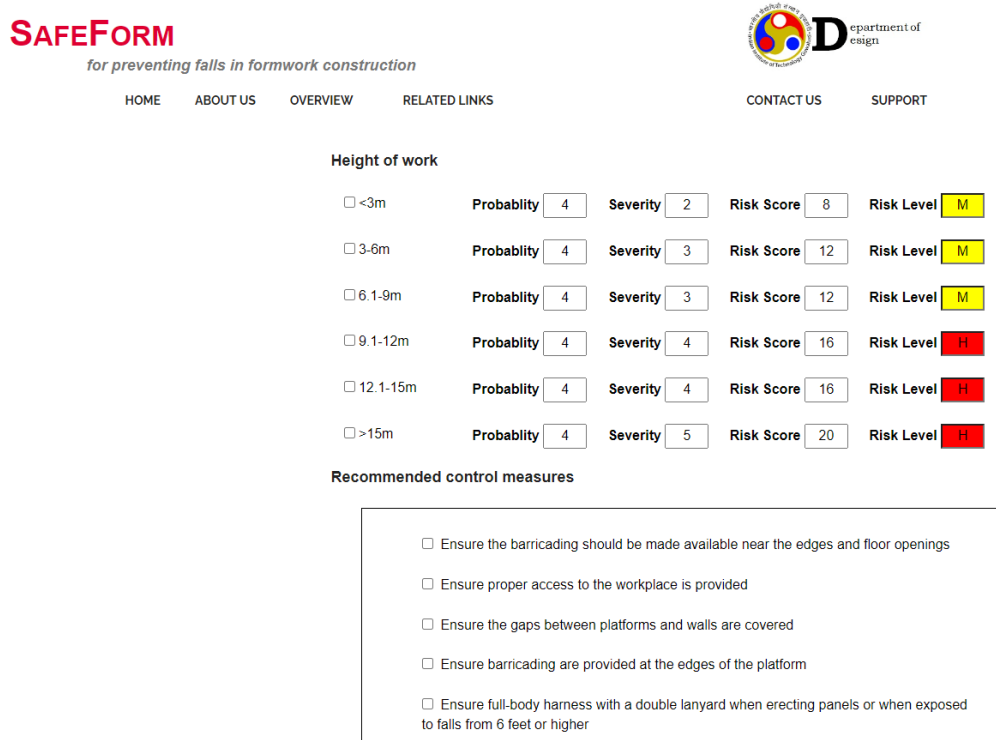 SAFEFORM
for preventing falls in formwork construction
Department of
Design
HOME ABOUT US OVERVIEW RELATED LINKS CONTACT US SUPPORT
Height of work
<3m Probablity 4 Severity 2 Risk Score 8 Risk Level M
3-6m Probablity 4 Severity 3 Risk Score 12 Risk Level M
6.1-9m Probablity 4 Severity 3 Risk Score 12 Risk Level M
9.1-12m Probablity 4 Severity 4 Risk Score 16 Risk Level H
12.1-15m Probablity 4 Severity 4 Risk Score 16 Risk Level H
>15m Probablity 4 Severity 5 Risk Score 20 Risk Level H
Recommended control measures
Ensure the barricading should be made available near the edges and floor openings
Ensure proper access to the workplace is provided
Ensure the gaps between platforms and walls are covered
Ensure barricading are provided at the edges of the platform
Ensure full-body harness with a double lanyard when erecting panels or when exposed
to falls from 6 feet or higher